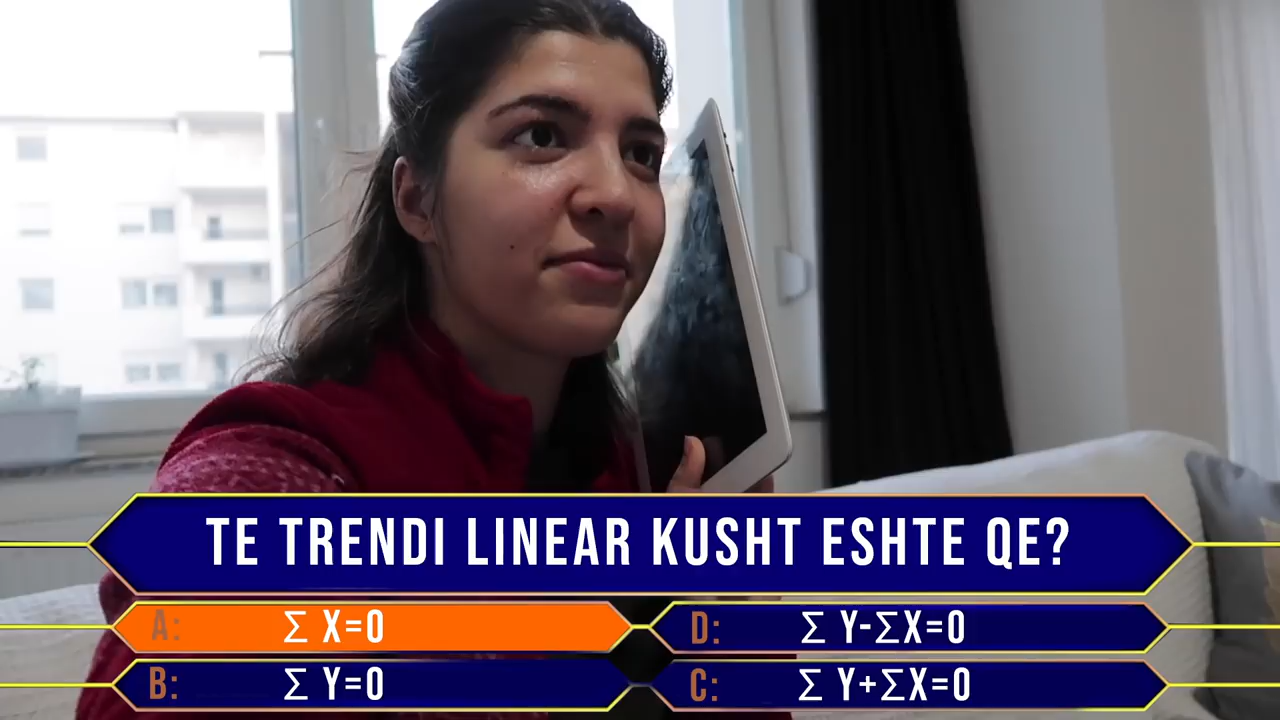 TE TRENDI LINEAR KUSHT ESHTE QE?
A: Σ X=0
D: Σ Y-ΣX=0
B: Σ Y=0
C: Σ Y+ΣX=0